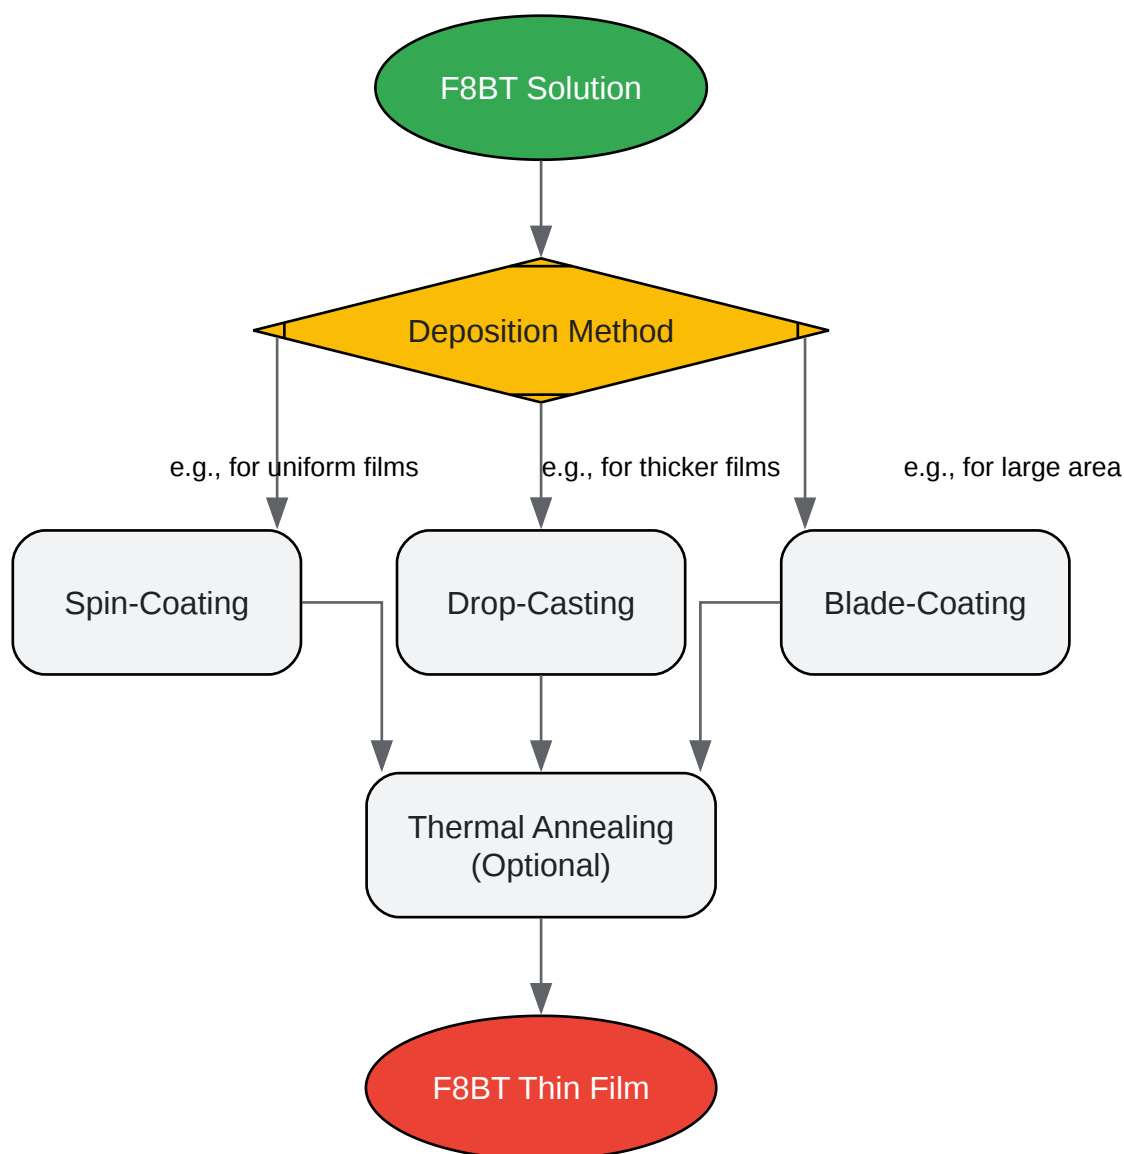 F8BT Solution
Deposition Method
e.g., for uniform films
e.g., for thicker films
e.g., for large area
Spin-Coating
Drop-Casting
Blade-Coating
Thermal Annealing
(Optional)
F8BT Thin Film